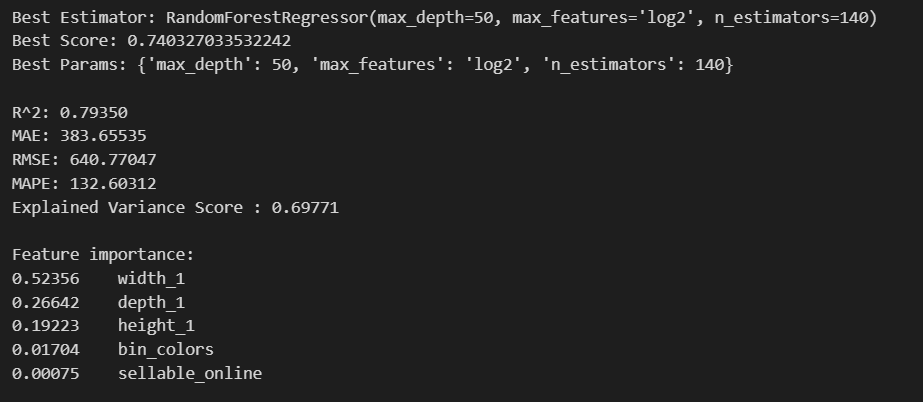 Best Estimator: RandomForestRegressor(max_depth=50, max_features='log2', n_estimators=140)
Best Score: 0.740327033532242
Best Params: {'max_depth': 50, 'max_features': 'log2', 'n_estimators': 140}
R^2: 0.79350
MAE: 383.65535
RMSE: 640.77047
MAPE: 132.60312
Explained Variance Score : 0.69771
Feature importance:
0.52356    width_1
0.26642    depth_1
0.19223    height_1
0.01704    bin_colors
0.00075    sellable_online